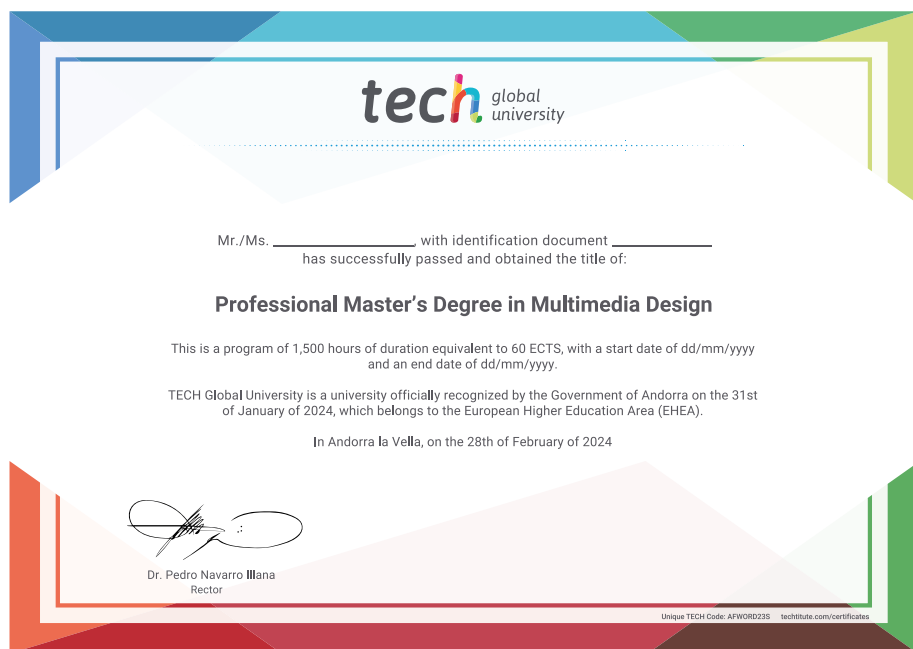 tech global university
Mr./Ms. ________________, with identification document ____________
has successfully passed and obtained the title of:
Professional Master's Degree in Multimedia Design
This is a program of 1,500 hours of duration equivalent to 60 ECTS, with a start date of dd/mm/yyyy
and an end date of dd/mm/yyyy.
TECH Global University is a university officially recognized by the Government of Andorra on the 31st
of January of 2024, which belongs to the European Higher Education Area (EHEA).
In Andorra la Vella, on the 28th of February of 2024
Dr. Pedro Navarro Illana
Rector
Unique TECH Code: AFWORD23S techtitute.com/certificates